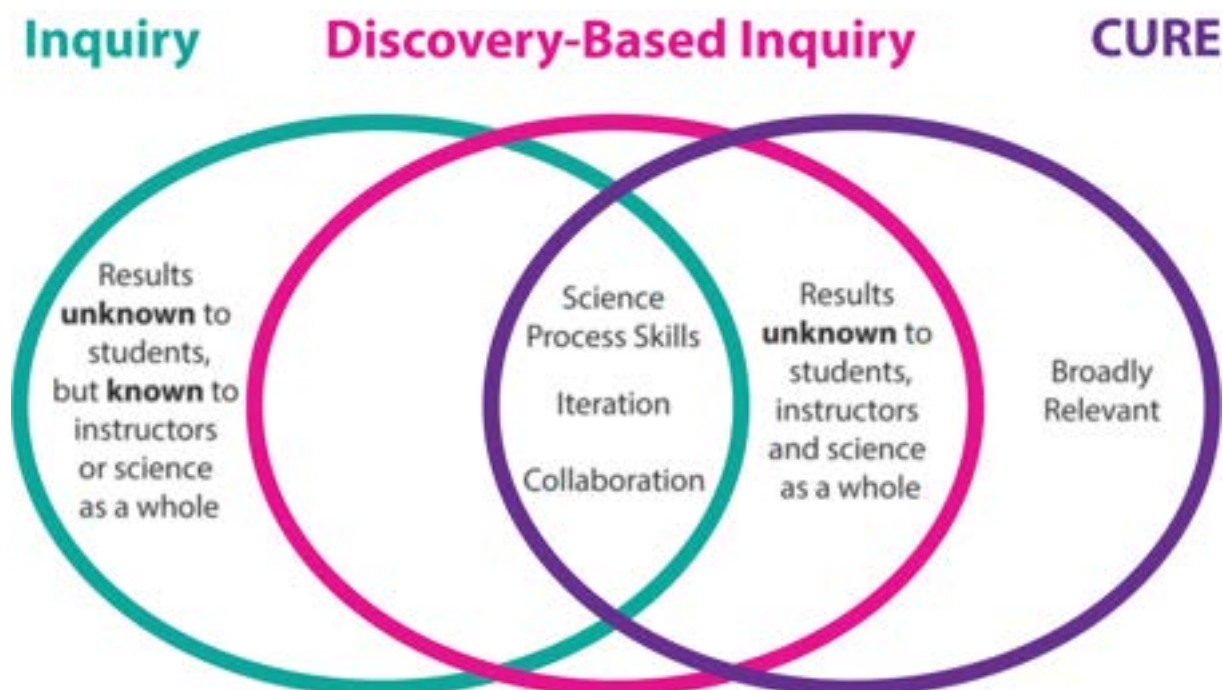 Inquiry Discovery-Based Inquiry CURE
Results
unknown to
students,
but known to
instructors
or science
as a whole
Science
Process Skills
Iteration
Collaboration
Results
unknown to
students,
instructors
and science
as a whole
Broadly
Relevant